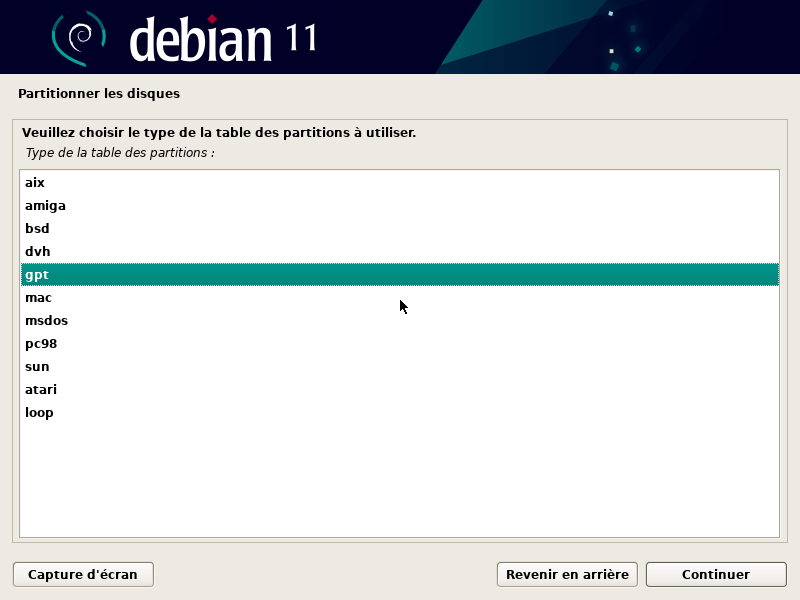 debian 11
Partitionner les disques
Veuillez choisir le type de la table des partitions à utiliser.
Type de la table des partitions :
aix
amiga
bsd
dvh
gpt
mac
msdos
pc98
sun
atari
loop
Capture d'écran
Revenir en arrière
Continuer